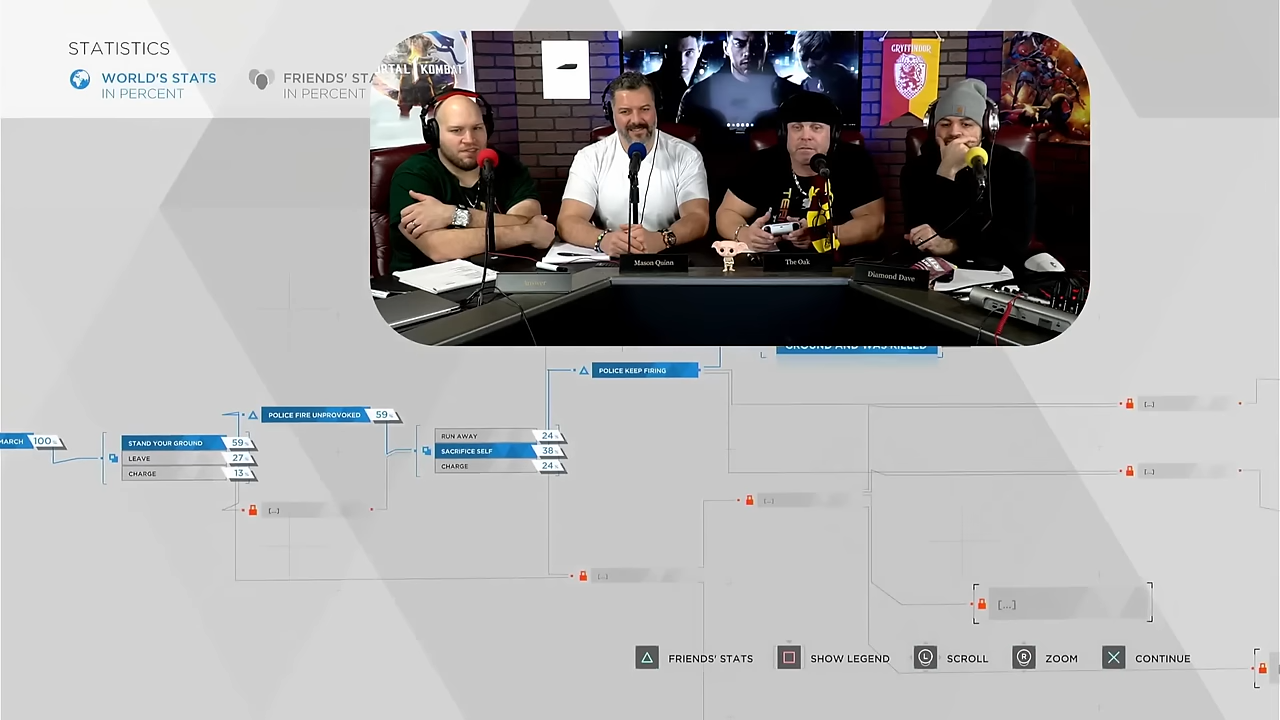 STATISTICS
WORLD'S STATS
IN PERCENT
FRIENDS' STA
IN PERCENT
RTAL KOMBAT
GRYFFINDOR
Mason Quinn
The Oak
Diamond Dave
GROUND AND WAS KILLED
POLICE KEEP FIRING
POLICE FIRE UNPROVOKED 59%
MARCH 100%
STAND YOUR GROUND 59%
LEAVE 27%
CHARGE 13%
RUN AWAY 24%
SACRIFICE SELF 38%
CHARGE 24%
[...]
[...]
[...]
[...]
[...]
[...]
FRIENDS' STATS
SHOW LEGEND
L SCROLL
R ZOOM
CONTINUE